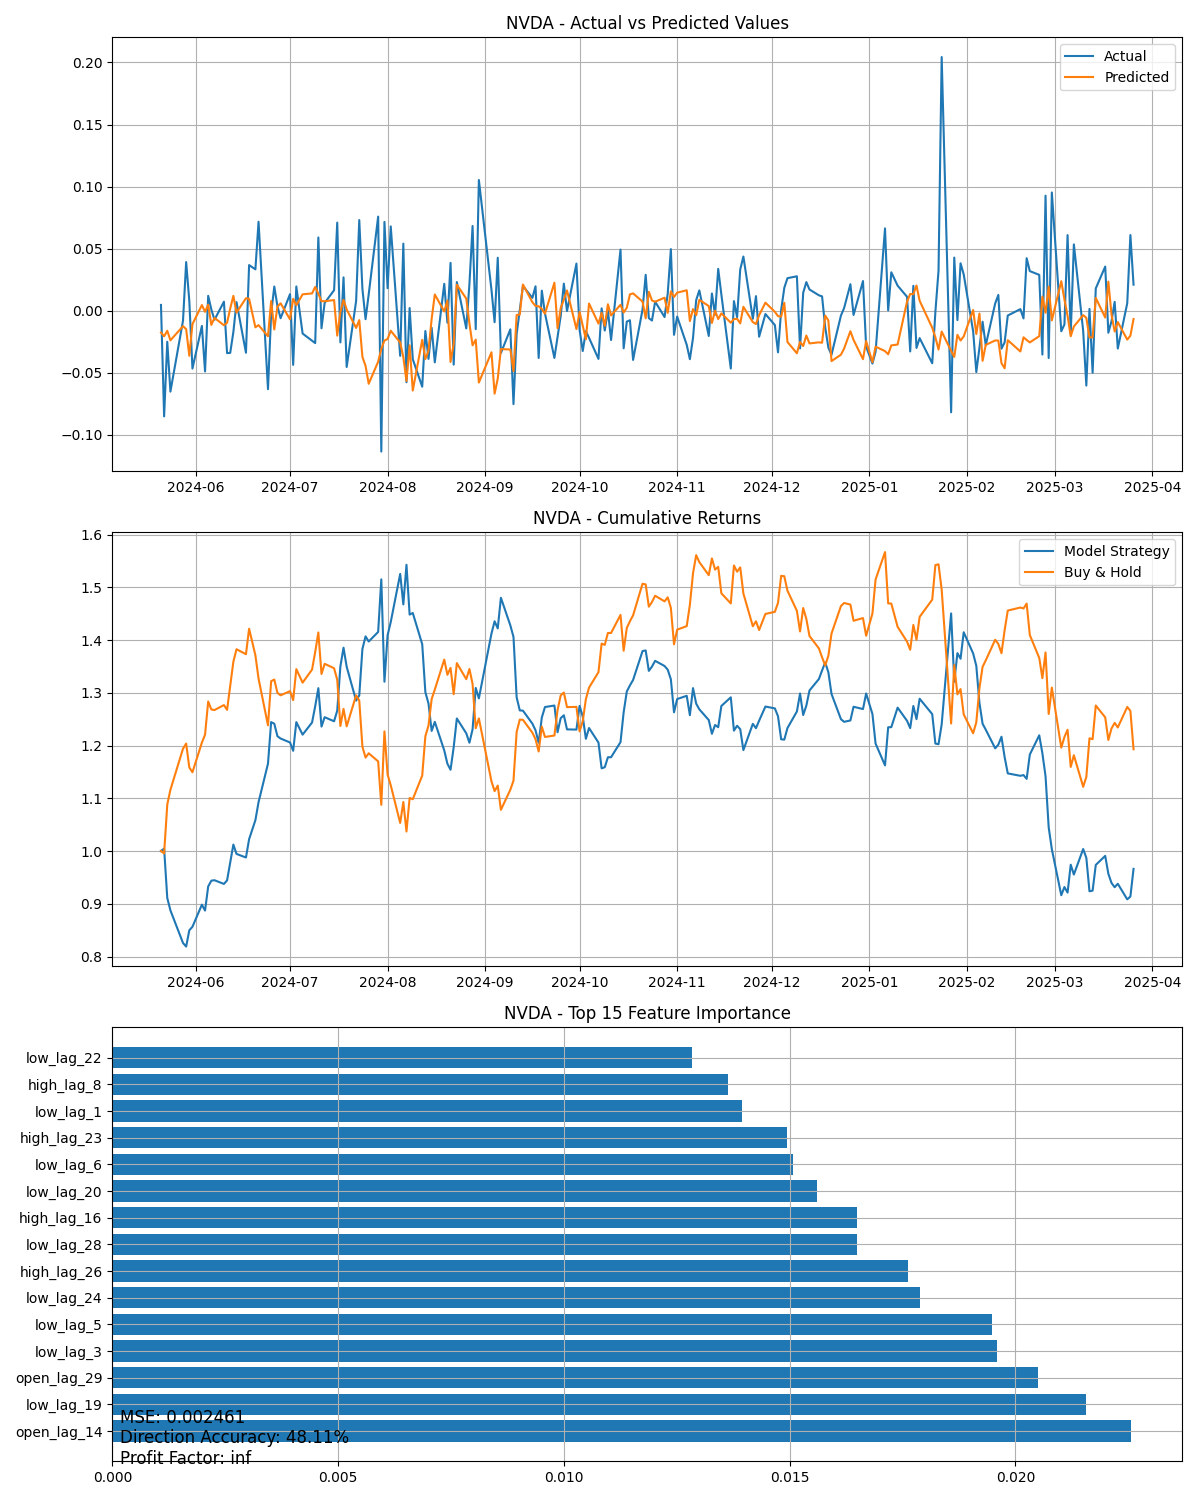 NVDA - Actual vs Predicted Values
Actual
Predicted
0.20
0.15
0.10
0.05
0.00
−0.05
−0.10
2024-06 2024-07 2024-08 2024-09 2024-10 2024-11 2024-12 2025-01 2025-02 2025-03 2025-04
NVDA - Cumulative Returns
Model Strategy
Buy & Hold
1.6
1.5
1.4
1.3
1.2
1.1
1.0
0.9
0.8
2024-06 2024-07 2024-08 2024-09 2024-10 2024-11 2024-12 2025-01 2025-02 2025-03 2025-04
NVDA - Top 15 Feature Importance
low_lag_22
high_lag_8
low_lag_1
high_lag_23
low_lag_6
low_lag_20
high_lag_16
low_lag_28
high_lag_26
low_lag_24
low_lag_5
low_lag_3
open_lag_29
low_lag_19
open_lag_14
MSE: 0.002461
Direction Accuracy: 48.11%
Profit Factor: inf
0.000 0.005 0.010 0.015 0.020